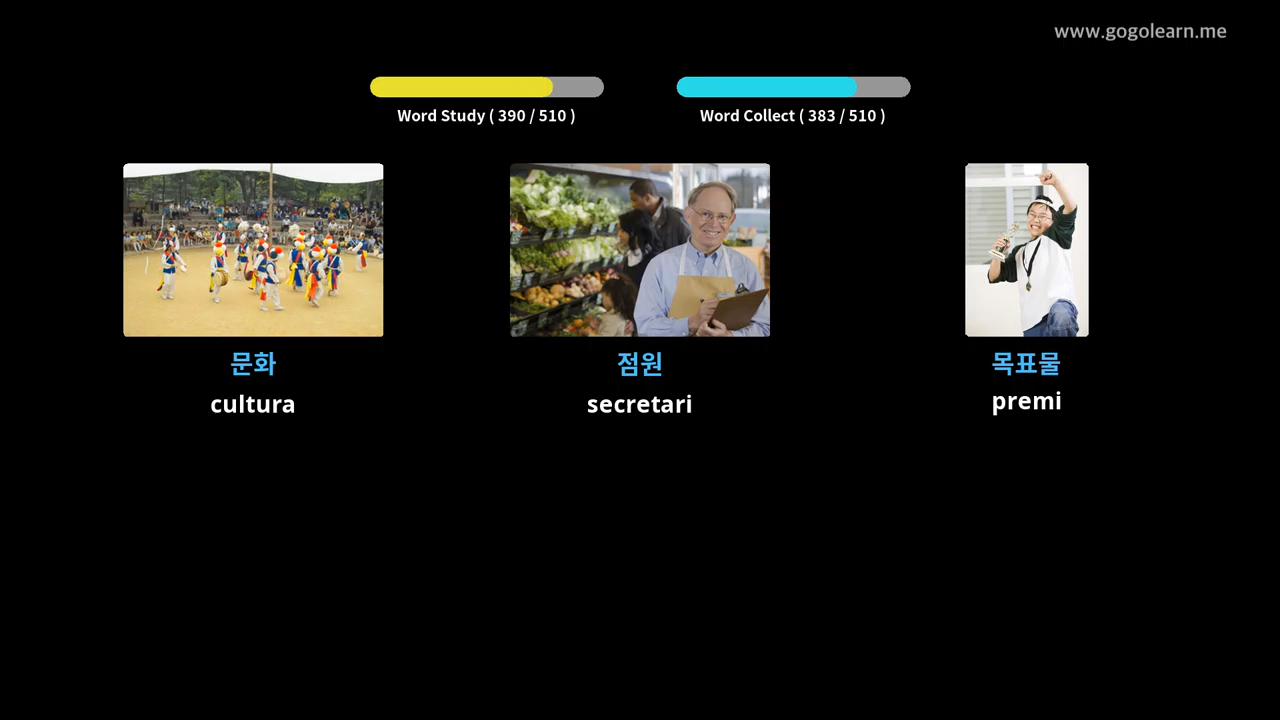 www.gogolearn.me
Word Study ( 390 / 510 )
Word Collect ( 383 / 510 )
문화
cultura
점원
secretari
목표물
premi